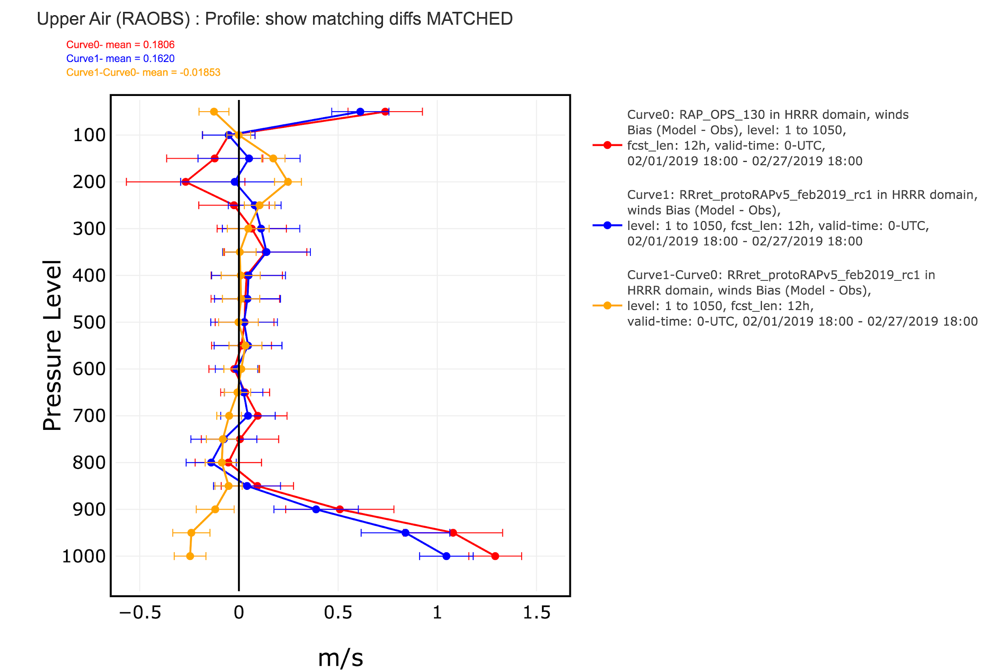 Upper Air (RAOBS) : Profile: show matching diffs MATCHED
Curve0- mean = 0.1806
Curve1- mean = 0.1620
Curve1-Curve0- mean = -0.01853
Curve0: RAP_OPS_130 in HRRR domain, winds
Bias (Model - Obs), level: 1 to 1050,
fcst_len: 12h, valid-time: 0-UTC,
02/01/2019 18:00 - 02/27/2019 18:00
Curve1: RRret_protoRAPv5_feb2019_rc1 in HRRR domain,
winds Bias (Model - Obs),
level: 1 to 1050, fcst_len: 12h, valid-time: 0-UTC,
02/01/2019 18:00 - 02/27/2019 18:00
Curve1-Curve0: RRret_protoRAPv5_feb2019_rc1 in
HRRR domain, winds Bias (Model - Obs),
level: 1 to 1050, fcst_len: 12h,
valid-time: 0-UTC, 02/01/2019 18:00 - 02/27/2019 18:00
Pressure Level
100
200
300
400
500
600
700
800
900
1000
−0.5 0 0.5 1 1.5
m/s